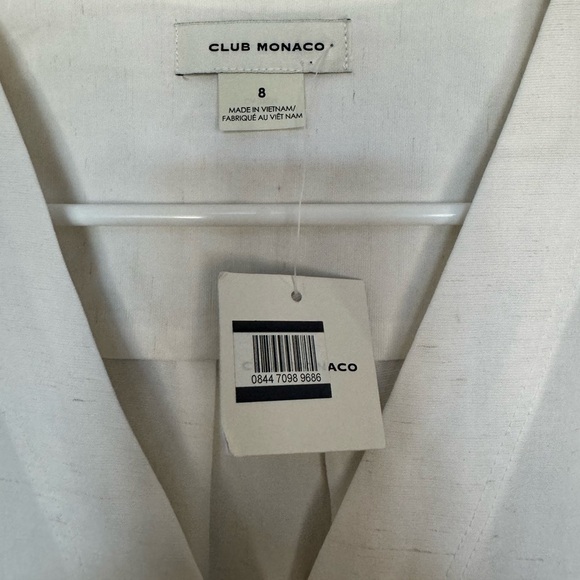 CLUB MONACO
8
MADE IN VIETNAM/
FABRIQUÉ AU VIÊT NAM
ACO
0844 7098 9686